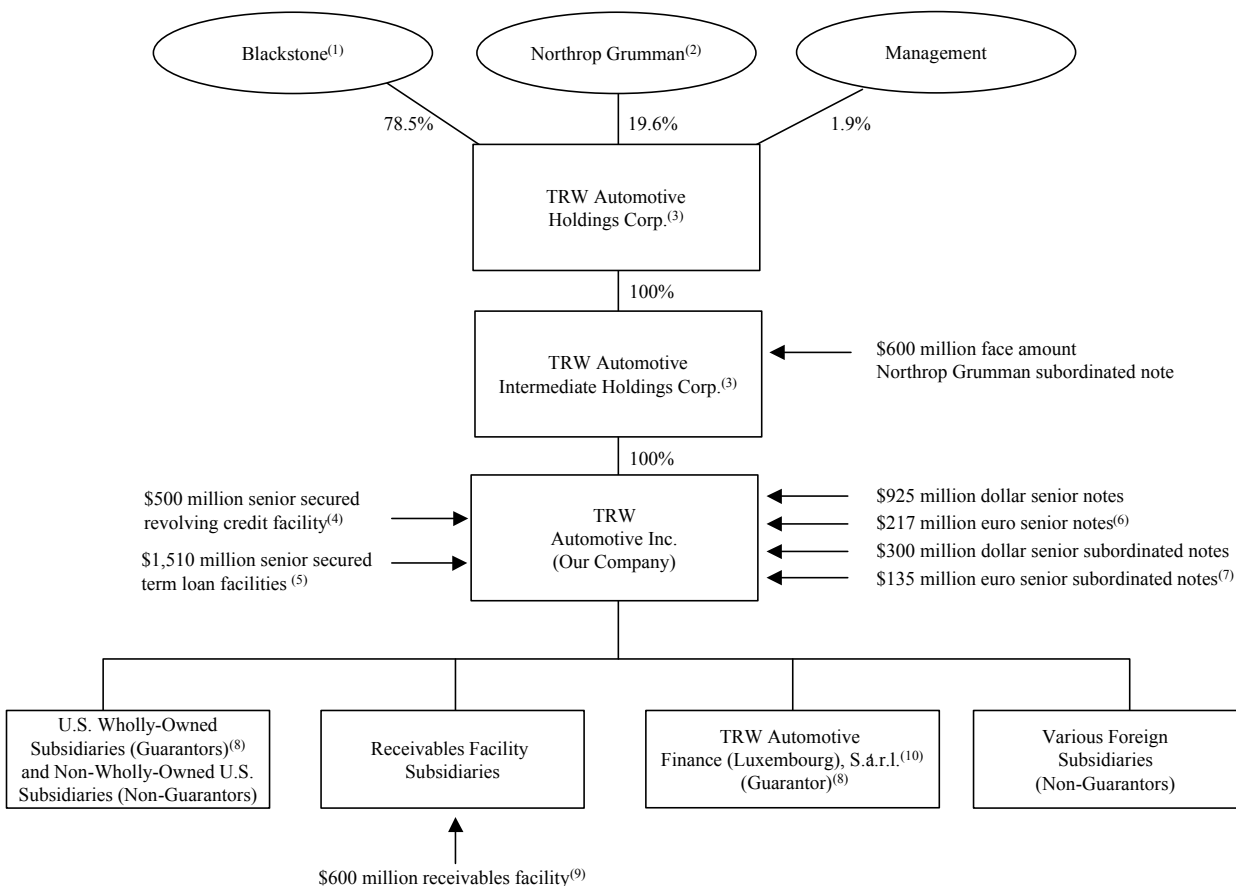 Blackstone(1)
Northrop Grumman(2)
Management
78.5%
19.6%
1.9%
TRW Automotive
Holdings Corp.(3)
100%
TRW Automotive
Intermediate Holdings Corp.(3)
$600 million face amount
Northrop Grumman subordinated note
100%
$500 million senior secured
revolving credit facility(4)
$1,510 million senior secured
term loan facilities (5)
TRW
Automotive Inc.
(Our Company)
$925 million dollar senior notes
$217 million euro senior notes(6)
$300 million dollar senior subordinated notes
$135 million euro senior subordinated notes(7)
U.S. Wholly-Owned
Subsidiaries (Guarantors)(8)
and Non-Wholly-Owned U.S.
Subsidiaries (Non-Guarantors)
Receivables Facility
Subsidiaries
TRW Automotive
Finance (Luxembourg), S.á.r.l.(10)
(Guarantor)(8)
Various Foreign
Subsidiaries
(Non-Guarantors)
$600 million receivables facility(9)